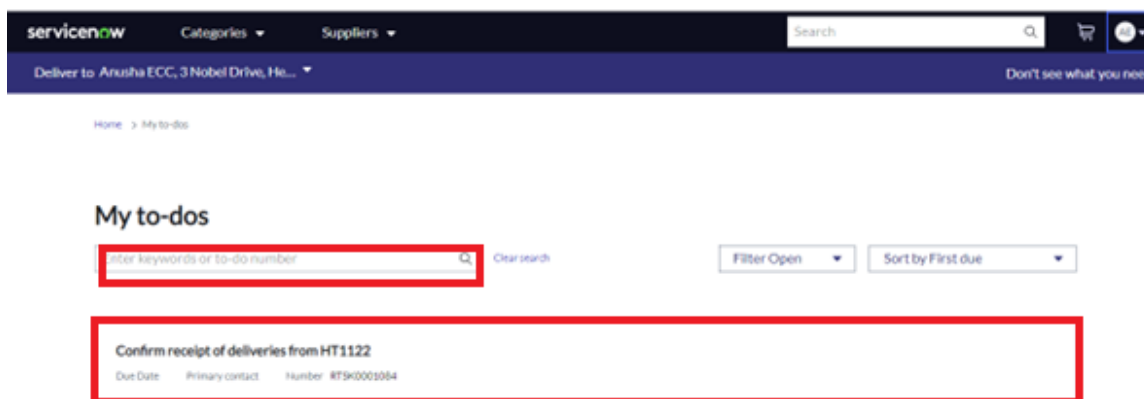 servicenow Categories Suppliers Search AE
Deliver to Anusha ECC, 3 Nobel Drive, He... Don't see what you nee
Home > My to-dos
My to-dos
Enter keywords or to-do number Clear search Filter Open Sort by First due
Confirm receipt of deliveries from HT1122
Due Date Primary contact Number RTSK0001084